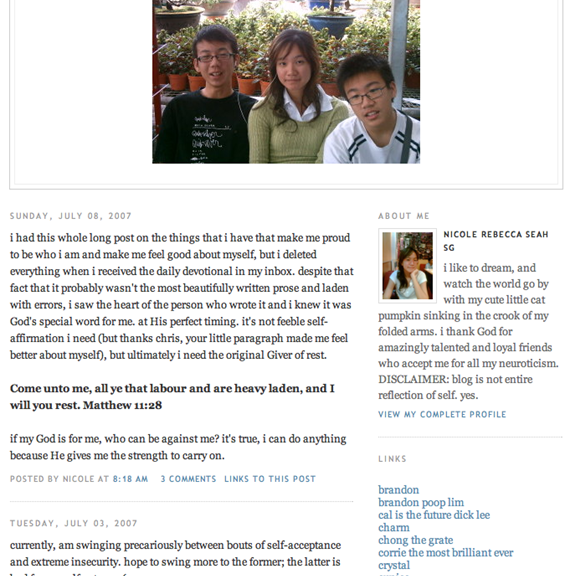 SUNDAY, JULY 08, 2007
i had this whole long post on the things that i have that make me proud
to be who i am and make me feel good about myself, but i deleted
everything when i received the daily devotional in my inbox. despite that
fact that it probably wasn't the most beautifully written prose and laden
with errors, i saw the heart of the person who wrote it and i knew it was
God's special word for me. at His perfect timing. it's not feeble self-
affirmation i need (but thanks chris, your little paragraph made me feel
better about myself), but ultimately i need the original Giver of rest.
Come unto me, all ye that labour and are heavy laden, and I
will you rest. Matthew 11:28
if my God is for me, who can be against me? it's true, i can do anything
because He gives me the strength to carry on.
POSTED BY NICOLE AT 8:18 AM 3 COMMENTS LINKS TO THIS POST
TUESDAY, JULY 03, 2007
currently, am swinging precariously between bouts of self-acceptance
and extreme insecurity. hope to swing more to the former; the latter is
ABOUT ME
NICOLE REBECCA SEAH
SG
i like to dream, and
watch the world go by
with my cute little cat
pumpkin sinking in the crook of my
folded arms. i thank God for
amazingly talented and loyal friends
who accept me for all my neuroticism.
DISCLAIMER: blog is not entire
reflection of self. yes.
VIEW MY COMPLETE PROFILE
LINKS
brandon
brandon poop lim
cal is the future dick lee
charm
chong the grate
corrie the most brilliant ever
crystal